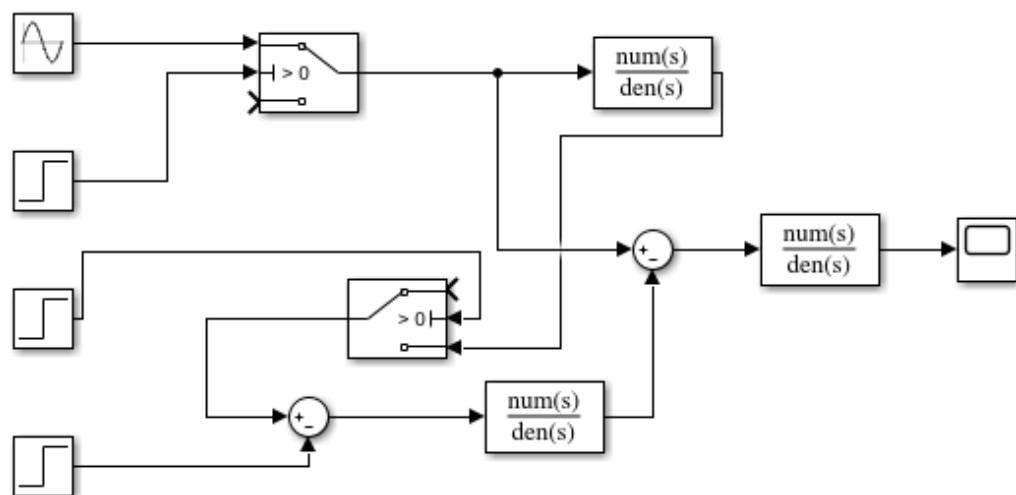 > 0
num(s)
den(s)
+
-
num(s)
den(s)
> 0
+
-
num(s)
den(s)